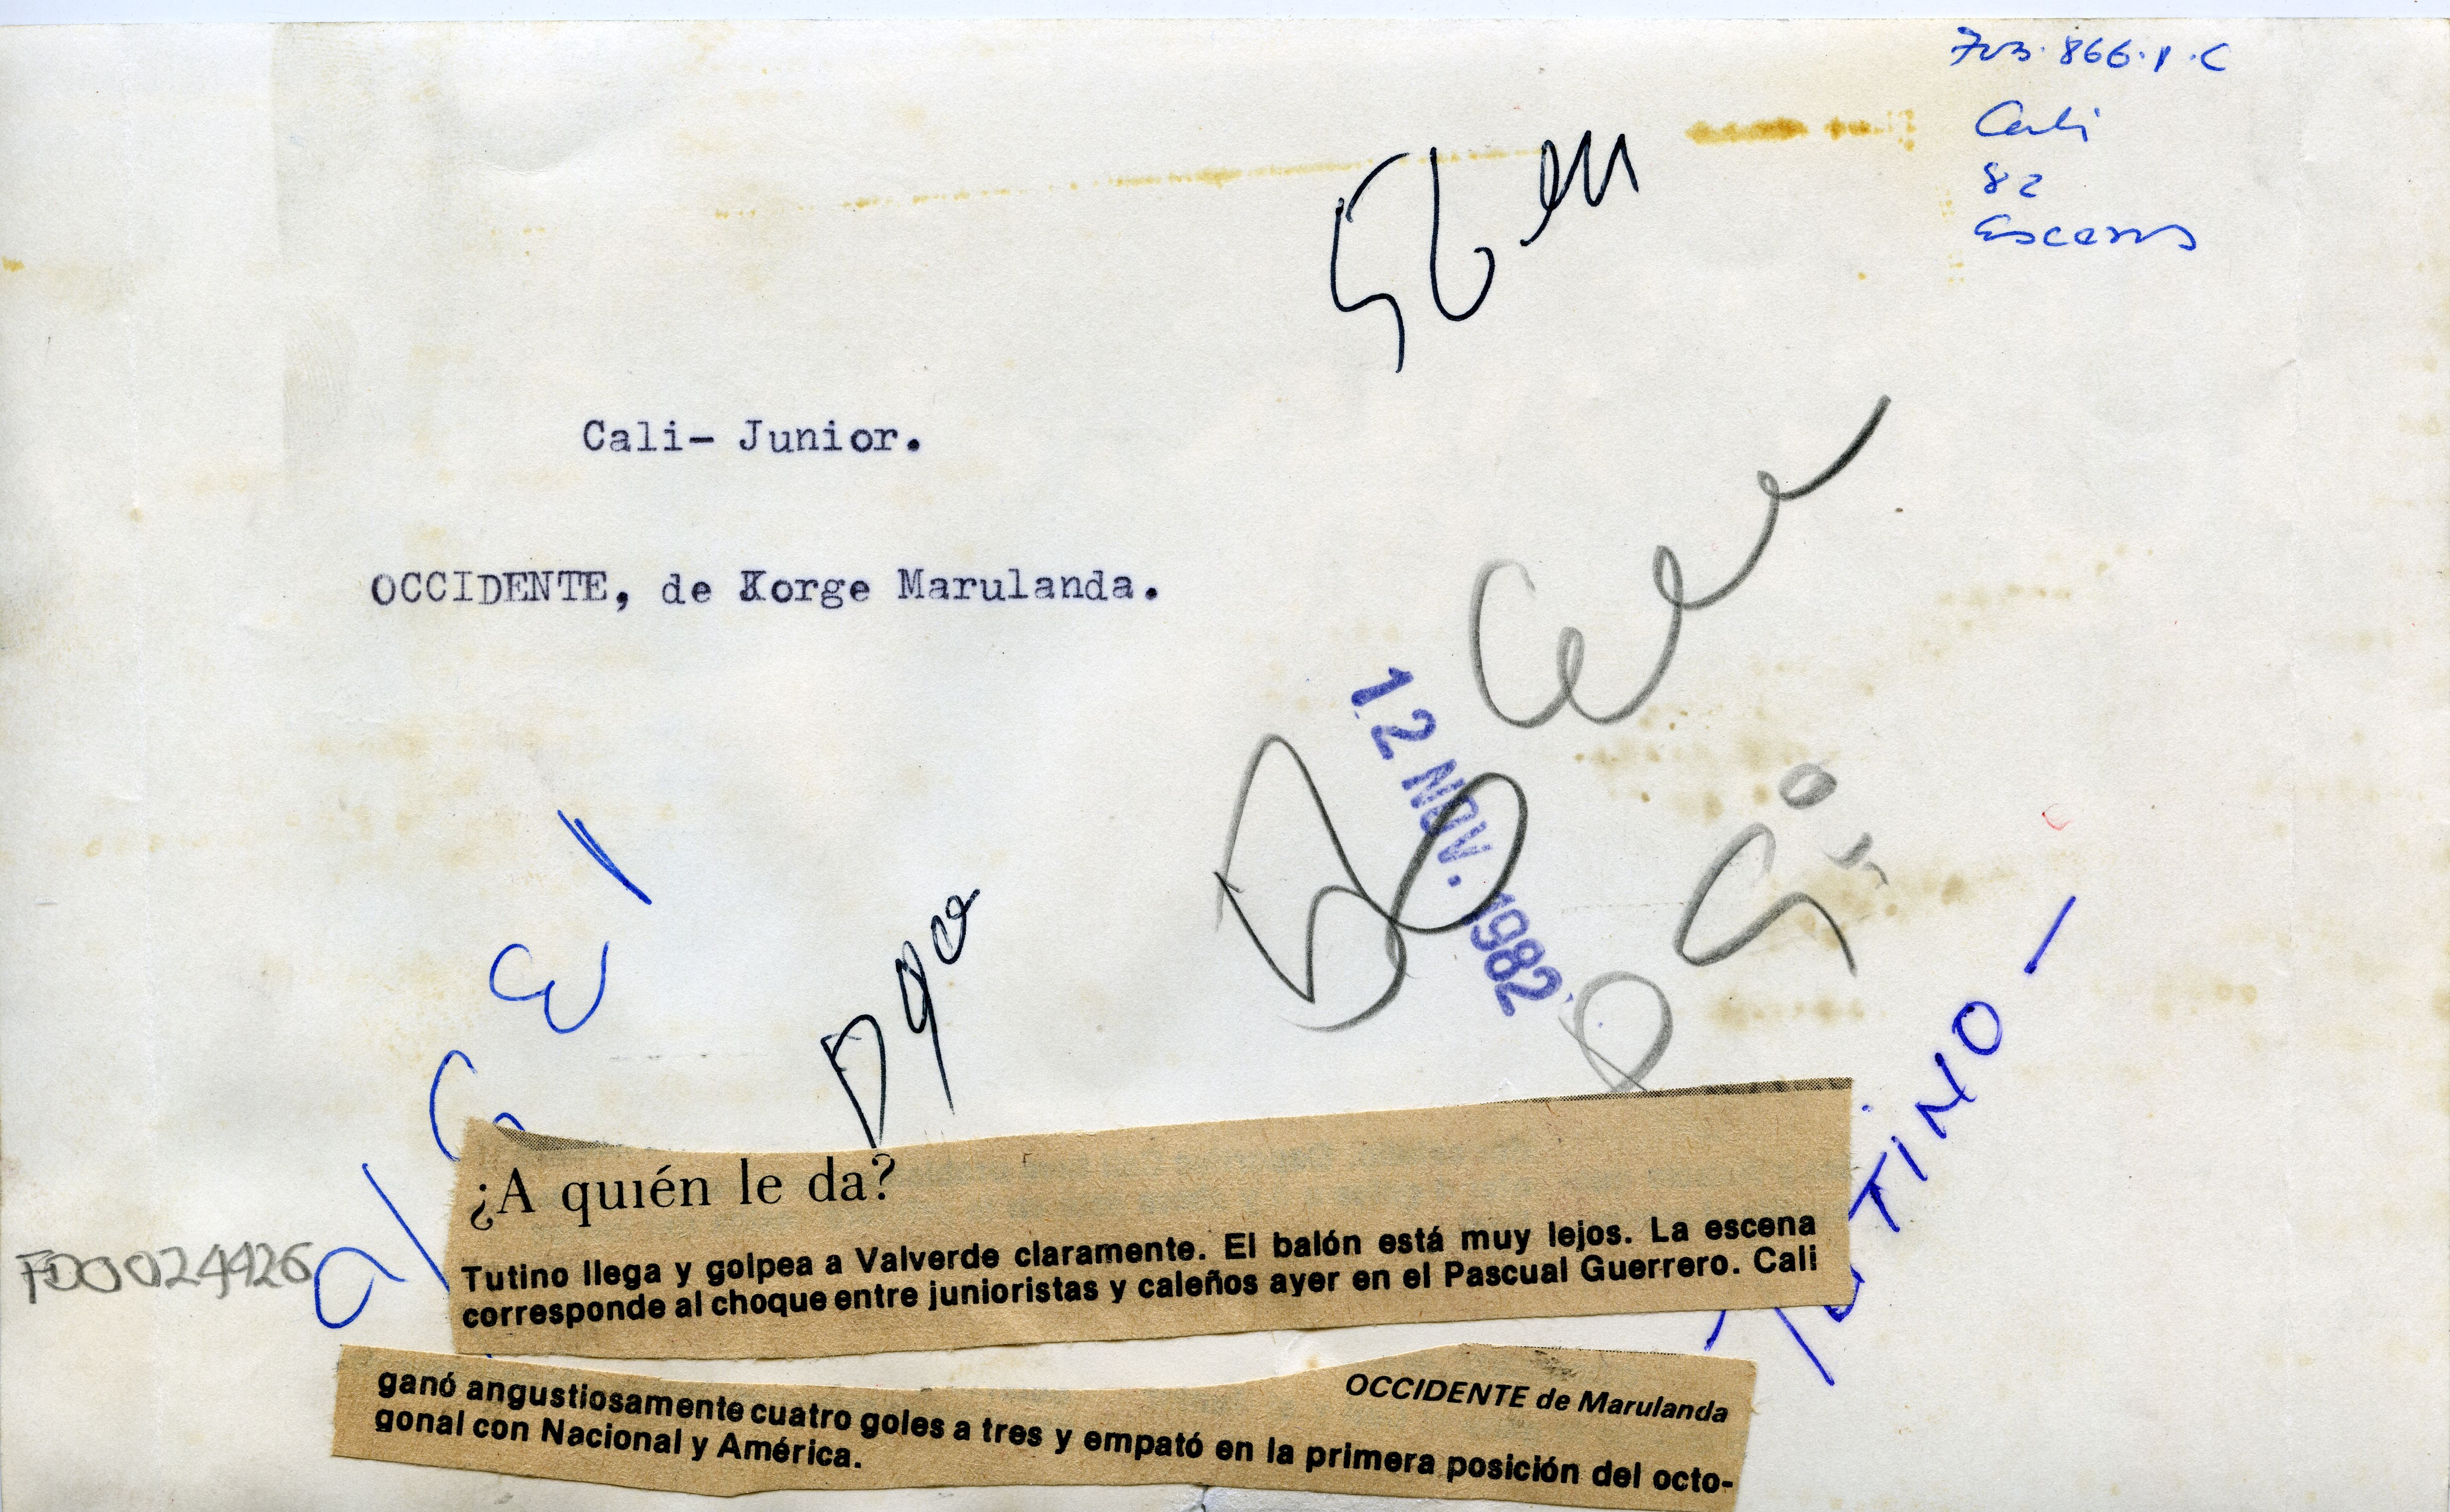 866.1.C
Cali
82
Escenas
Cali- Junior.
OCCIDENTE, de Jorge Marulanda.
12 NOV. 1982
Dpo
TUTINO -
F00024426
¿A quién le da?
Tutino llega y golpea a Valverde claramente. El balón está muy lejos. La escena
corresponde al choque entre junioristas y caleños ayer en el Pascual Guerrero. Cali
OCCIDENTE de Marulanda
ganó angustiosamente cuatro goles a tres y empató en la primera posición del octo-
gonal con Nacional y América.